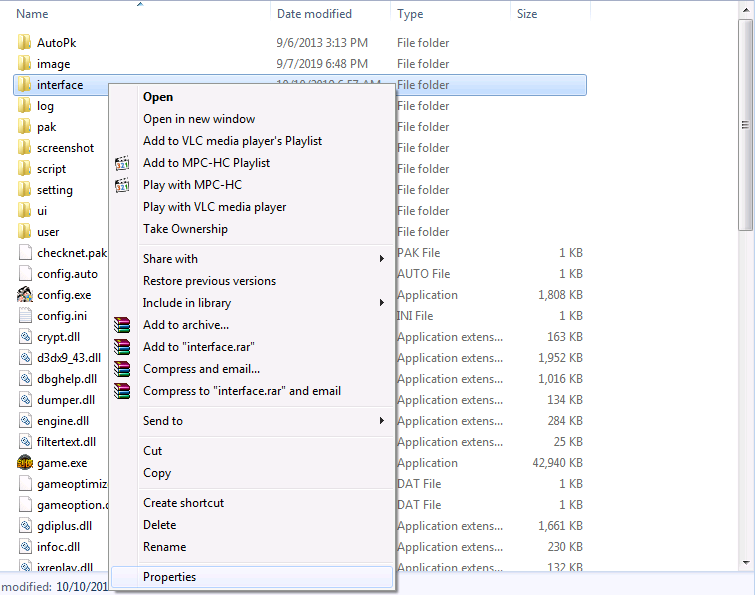 Name Date modified Type Size
AutoPk 9/6/2013 3:13 PM File folder
image 9/7/2019 6:48 PM File folder
interface 10/10/2019 6:57 AM File folder
log File folder
pak File folder
screenshot File folder
script File folder
setting File folder
ui File folder
user File folder
checknet.pak PAK File 1 KB
config.auto AUTO File 1 KB
config.exe Application 1,808 KB
config.ini INI File 1 KB
crypt.dll Application extens... 163 KB
d3dx9_43.dll Application extens... 1,952 KB
dbghelp.dll Application extens... 1,016 KB
dumper.dll Application extens... 134 KB
engine.dll Application extens... 284 KB
filtertext.dll Application extens... 25 KB
game.exe Application 42,940 KB
gameoptimiz DAT File 1 KB
gameoption.d DAT File 1 KB
gdiplus.dll Application extens... 1,661 KB
infoc.dll Application extens... 230 KB
ixreplay.dll Application extens... 132 KB
modified: 10/10/201
Open
Open in new window
Add to VLC media player's Playlist
Add to MPC-HC Playlist
Play with MPC-HC
Play with VLC media player
Take Ownership
Share with
Restore previous versions
Include in library
Add to archive...
Add to "interface.rar"
Compress and email...
Compress to "interface.rar" and email
Send to
Cut
Copy
Create shortcut
Delete
Rename
Properties